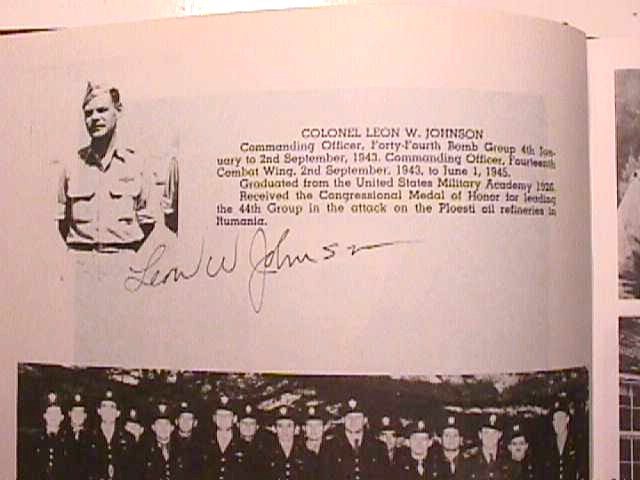 COLONEL LEON W. JOHNSON
Commanding Officer, Forty-Fourth Bomb Group 4th Jan-
uary to 2nd September, 1943. Commanding Officer, Fourteenth
Combat Wing, 2nd September, 1943, to June 1, 1945.
Graduated from the United States Military Academy 1926.
Received the Congressional Medal of Honor for leading
the 44th Group in the attack on the Ploesti oil refineries in
Rumania.
Leon W Johnson